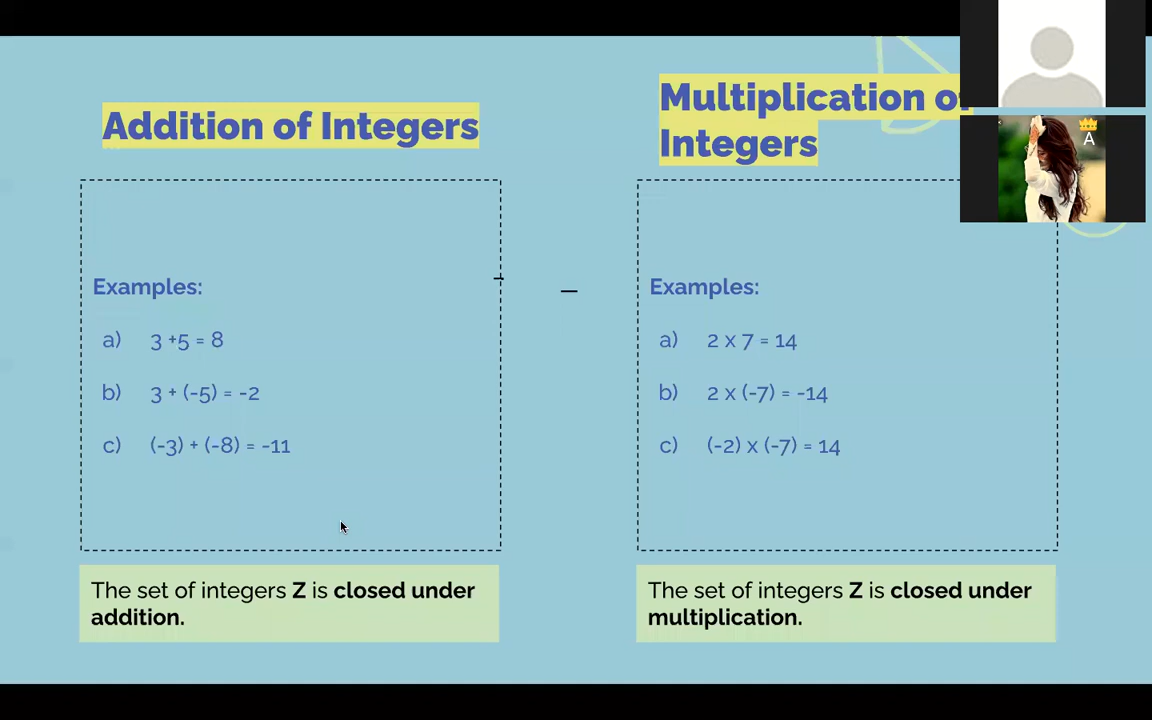 Addition of Integers
Examples:
a) 3 +5 = 8
b) 3 + (-5) = -2
c) (-3) + (-8) = -11
The set of integers Z is closed under
addition.
Multiplication of
Integers
Examples:
a) 2 x 7 = 14
b) 2 x (-7) = -14
c) (-2) x (-7) = 14
The set of integers Z is closed under
multiplication.
A